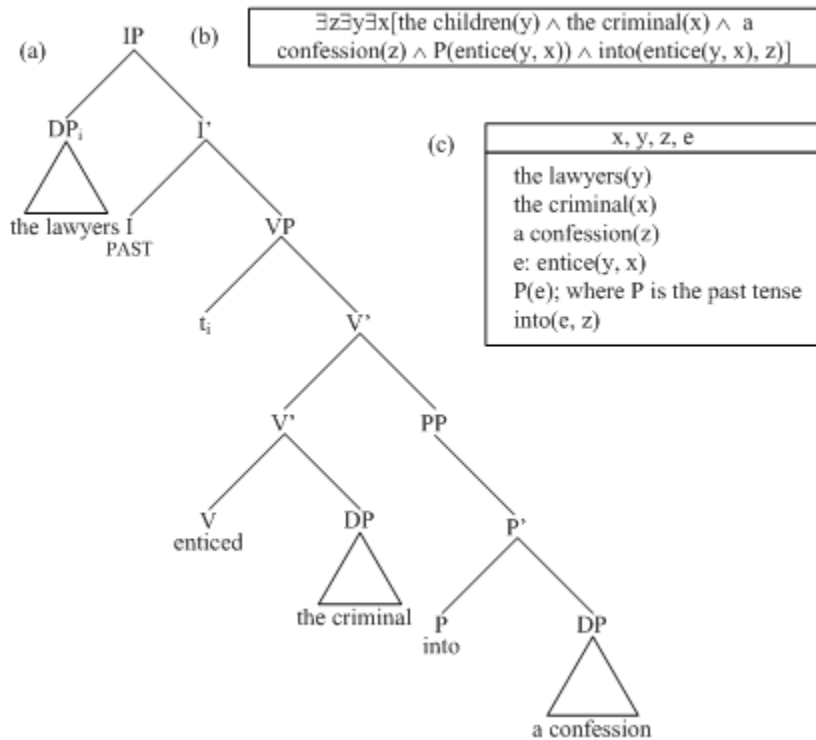 (a)
IP
(b)
∃z∃y∃x[the children(y) ∧ the criminal(x) ∧ a
confession(z) ∧ P(entice(y, x)) ∧ into(entice(y, x), z)]
DPi
I'
(c)
x, y, z, e
the lawyers(y)
the criminal(x)
a confession(z)
e: entice(y, x)
P(e); where P is the past tense
into(e, z)
the lawyers
I
PAST
VP
ti
V'
V'
PP
V
enticed
DP
the criminal
P'
P
into
DP
a confession